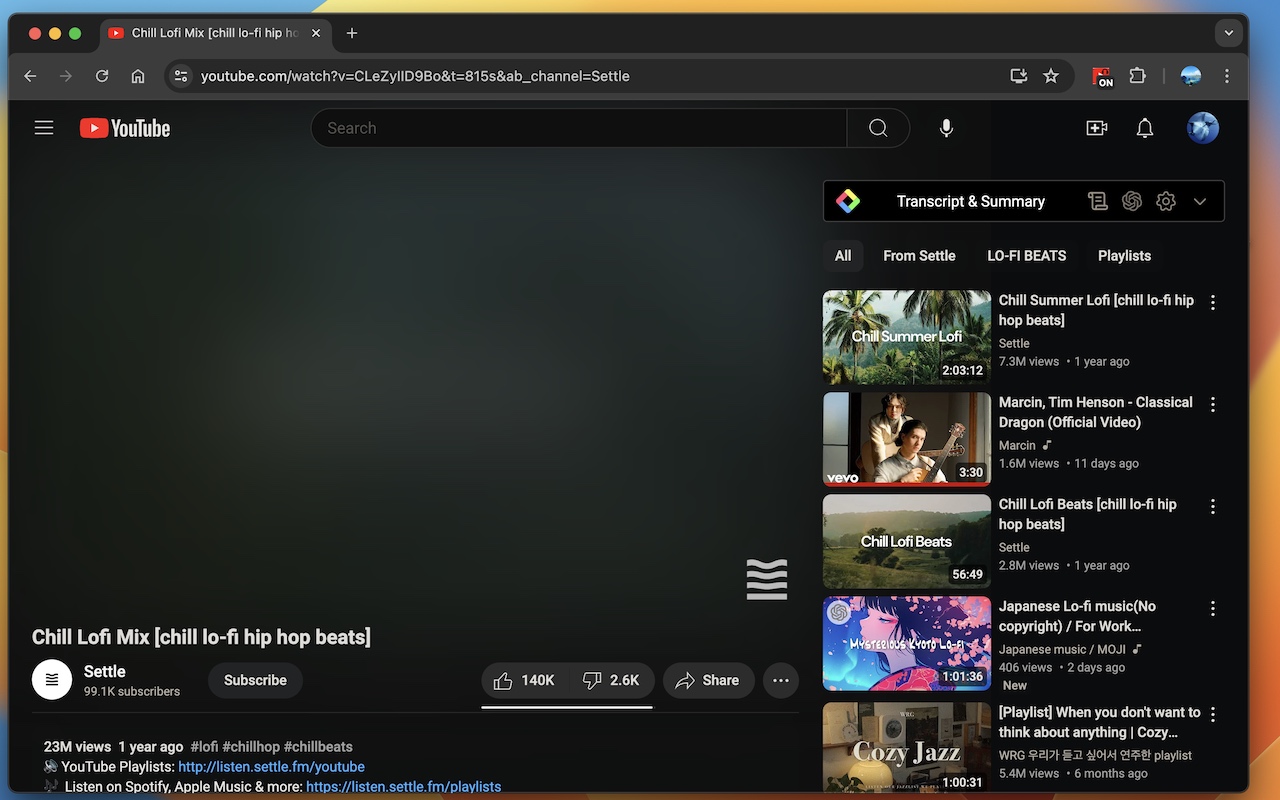 Chill Lofi Mix [chill lo-fi hip ho
youtube.com/watch?v=CLeZyIID9Bo&t=815s&ab_channel=Settle
ON
YouTube
Search
Transcript & Summary
All
From Settle
LO-FI BEATS
Playlists
Chill Summer Lofi
2:03:12
Chill Summer Lofi [chill lo-fi hip
hop beats]
Settle
7.3M views • 1 year ago
vevo
3:30
Marcin, Tim Henson - Classical
Dragon (Official Video)
Marcin
1.6M views • 11 days ago
Chill Lofi Beats
56:49
Chill Lofi Beats [chill lo-fi hip
hop beats]
Settle
2.8M views • 1 year ago
Mysterious Kyoto Lo-fi
1:01:36
Japanese Lo-fi music(No
copyright) / For Work...
Japanese music / MOJI
406 views • 2 days ago
New
WRG
Cozy Jazz
1:00:31
[Playlist] When you don't want to
think about anything | Cozy...
WRG 우리가 듣고 싶어서 연주한 playlist
5.4M views • 6 months ago
Chill Lofi Mix [chill lo-fi hip hop beats]
Settle
99.1K subscribers
Subscribe
140K
2.6K
Share
23M views 1 year ago #lofi #chillhop #chillbeats
YouTube Playlists: http://listen.settle.fm/youtube
Listen on Spotify, Apple Music & more: https://listen.settle.fm/playlists